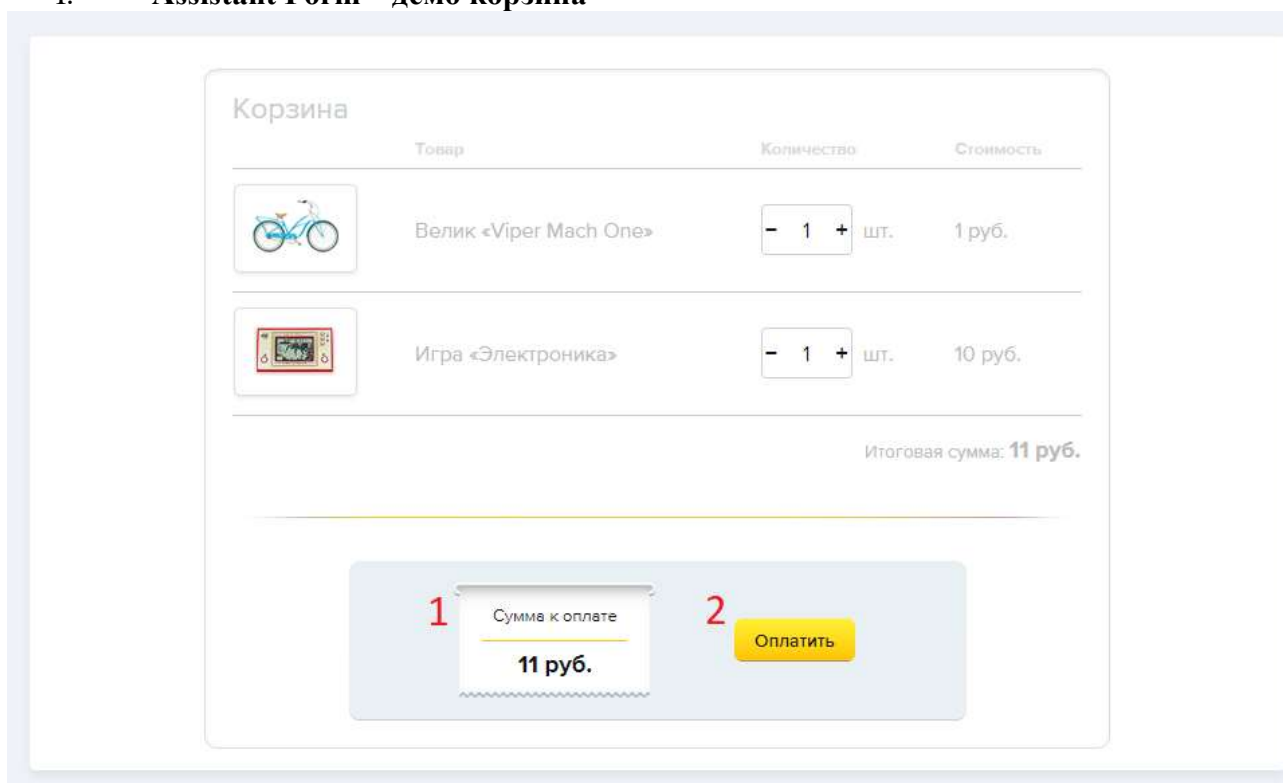 1. Assistant Form – демо корзина
Корзина
Товар Количество Стоимость
Велик «Viper Mach One» - 1 + шт. 1 руб.
Игра «Электроника» - 1 + шт. 10 руб.
Итоговая сумма: 11 руб.
1 Сумма к оплате 2
Оплатить
11 руб.